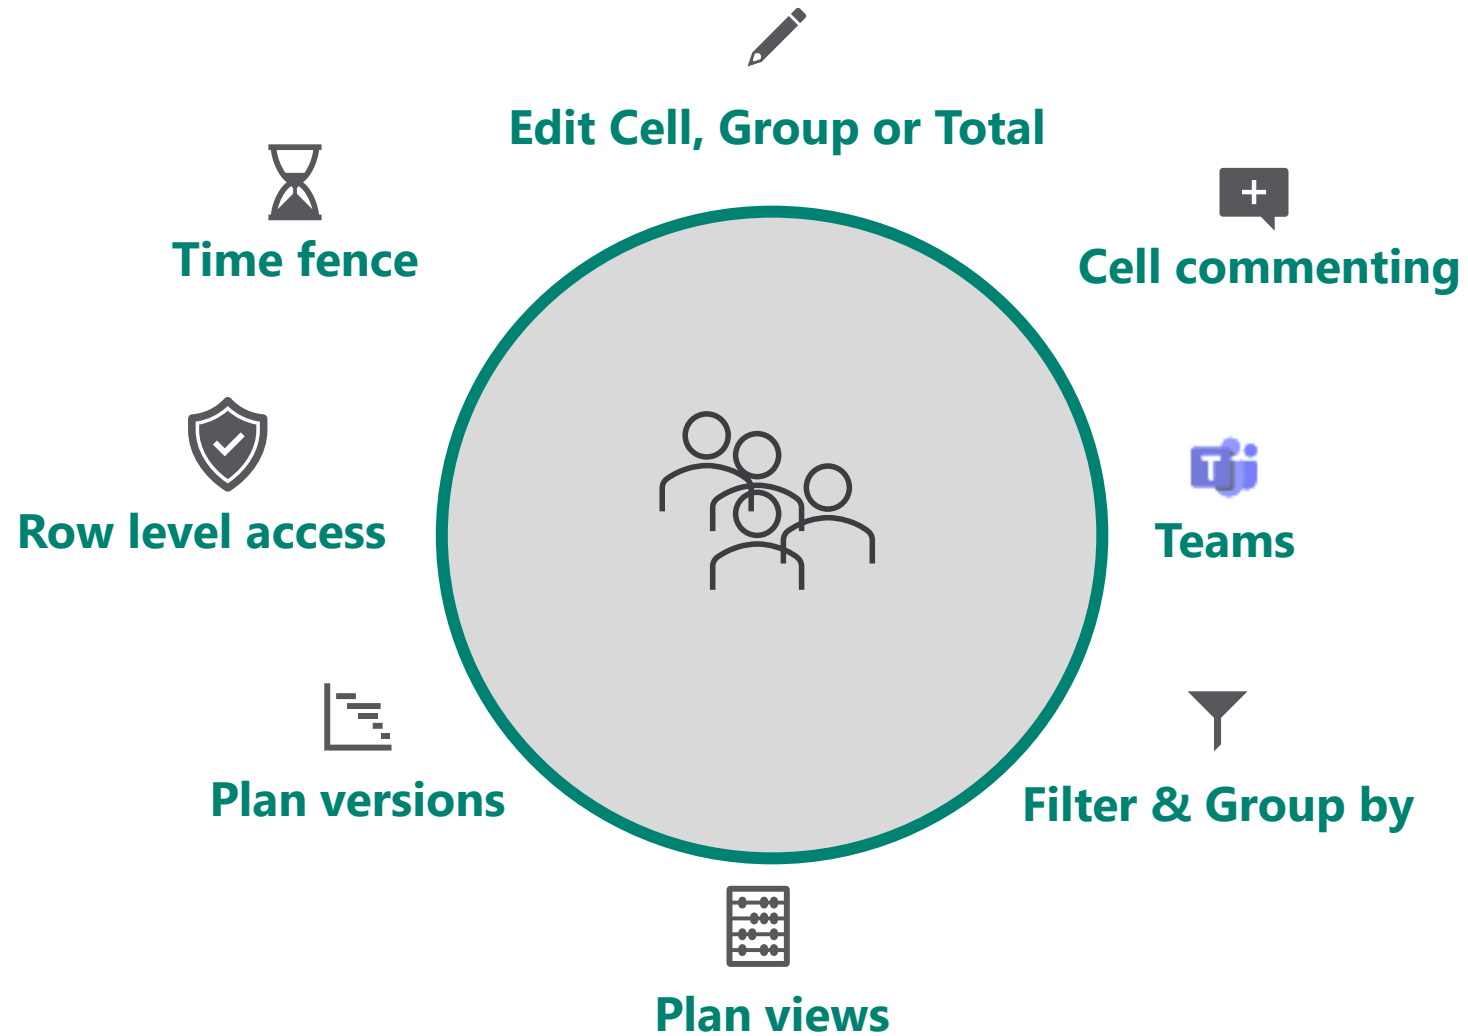 Edit Cell, Group or Total
Time fence
Cell commenting
Row level access
T
Teams
Plan versions
Filter & Group by
Plan views